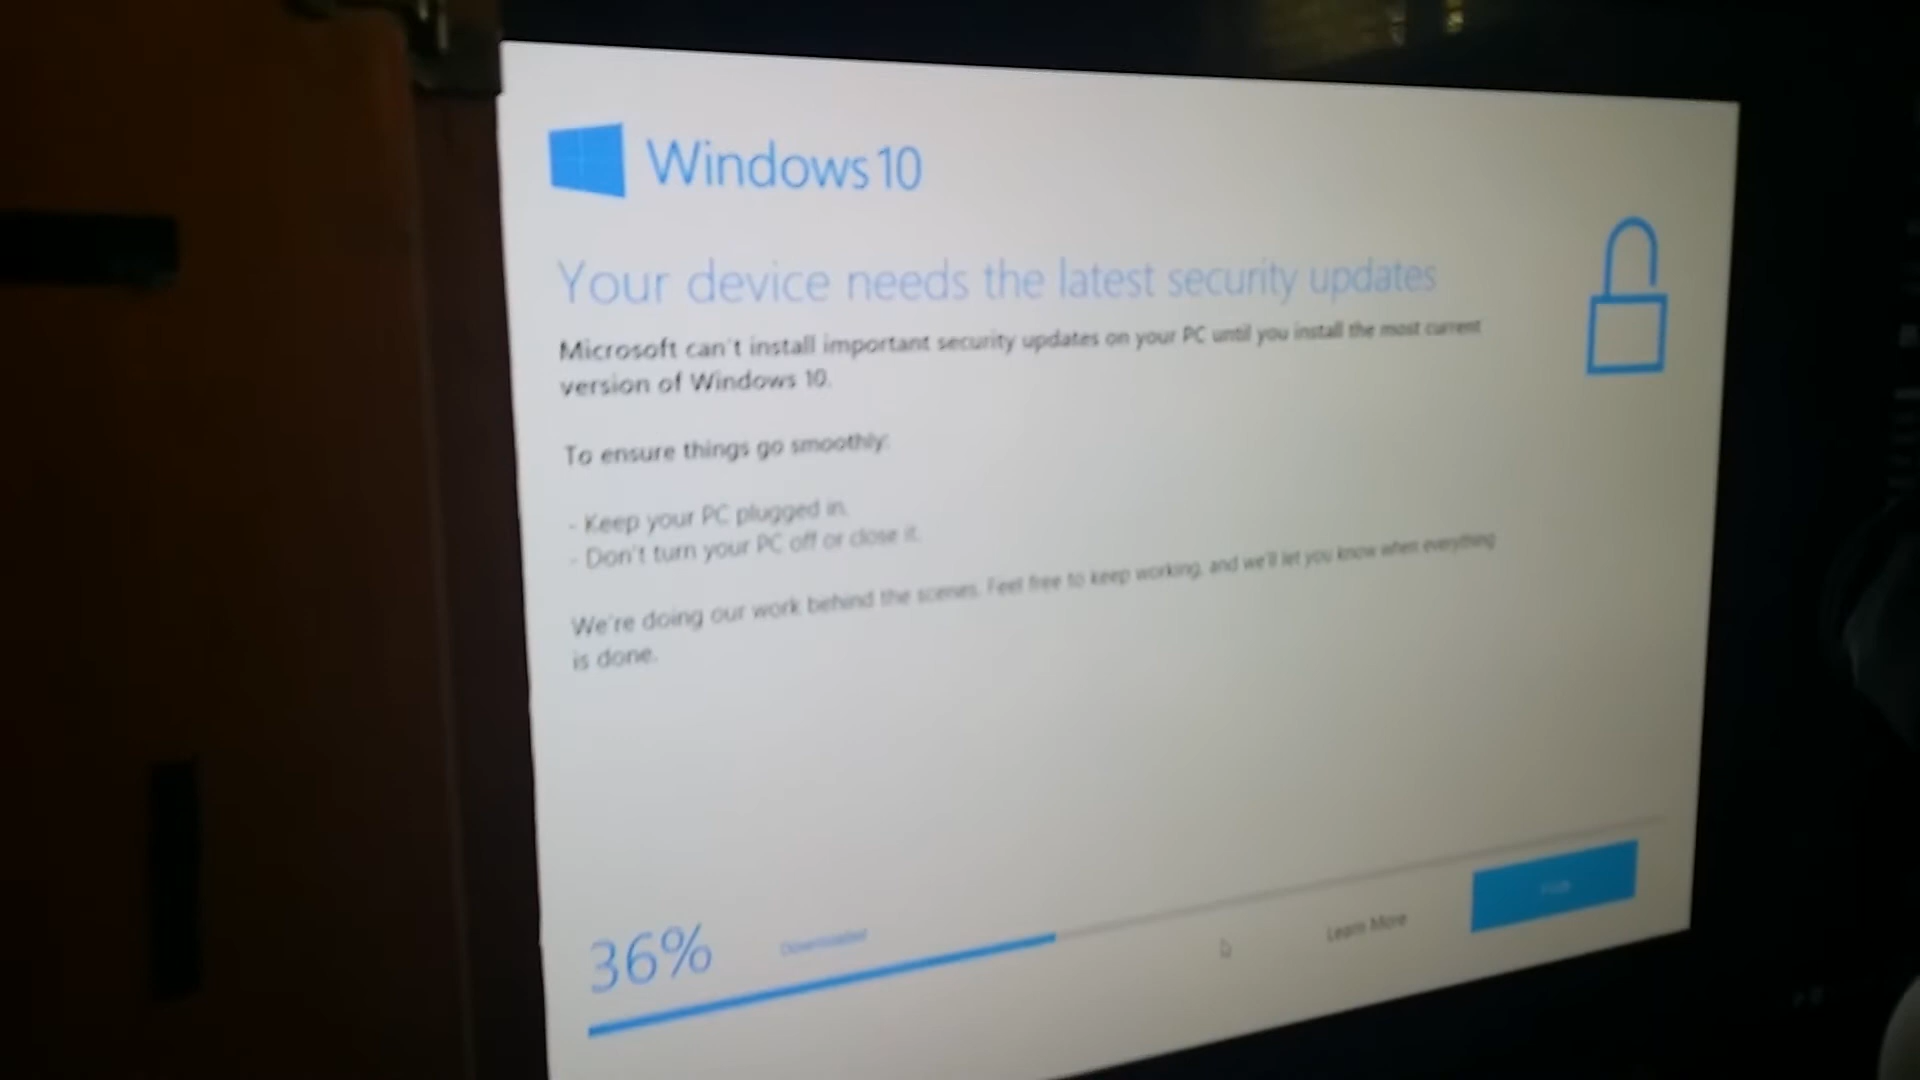 Windows 10
Your device needs the latest security updates
Microsoft can't install important security updates on your PC until you install the most current
version of Windows 10.
To ensure things go smoothly:
- Keep your PC plugged in.
- Don't turn your PC off or close it.
We're doing our work behind the scenes. Feel free to keep working, and we'll let you know when everything
is done.
36% Downloaded
Learn More